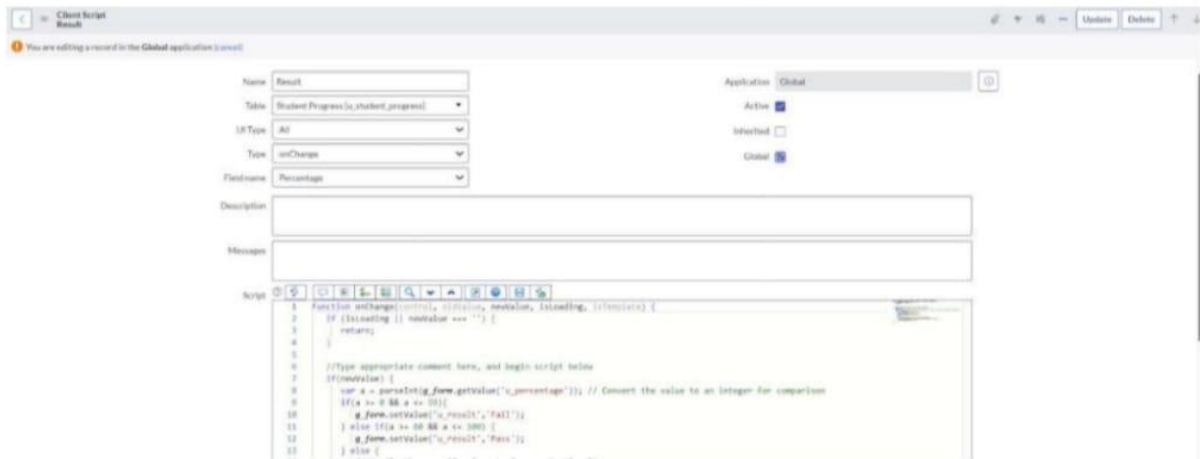 Client Script
Result
Update
Delete
You are editing a record in the Global application (cancel)
Name
Result
Application
Global
Table
Student Progress [u_student_progress]
Active
UI Type
All
Inherited
Type
onChange
Global
Field name
Percentage
Description
Messages
Script
1 function onChange(control, oldValue, newValue, isLoading, isTemplate) {
2 if (isLoading || newValue === '') {
3 return;
4 }
5
6 //Type appropriate comment here, and begin script below
7 if(newValue) {
8 var a = parseInt(g_form.getValue('u_percentage')); // Convert the value to an integer for comparison
9 if(a >= 0 && a <= ){
10 g_form.setValue('u_result','Fail');
11 } else if(a >= 60 && a <= 100) {
12 g_form.setValue('u_result','Pass');
13 } else {